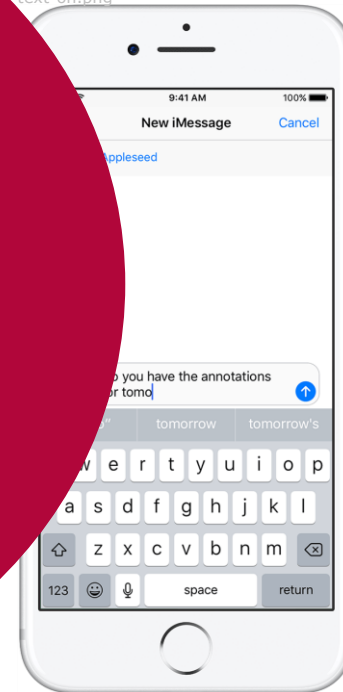 text-on.png
9:41 AM 100%
New iMessage Cancel
Appleseed
you have the annotations
or tomo
tomorrow tomorrow's
e r t y u i o p
a s d f g h j k l
z x c v b n m
123 space return